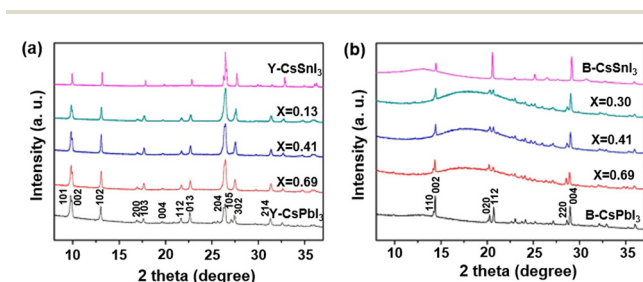 (a)
Intensity (a. u.)
Y-CsSnI3
X=0.13
X=0.41
X=0.69
Y-CsPbI3
101
002
102
200
103
004
112
013
204
105
302
214
10 15 20 25 30 35
2 theta (degree)
(b)
Intensity (a. u.)
B-CsSnI3
X=0.30
X=0.41
X=0.69
B-CsPbI3
110
002
020
112
220
004
10 15 20 25 30 35
2 theta (degree)